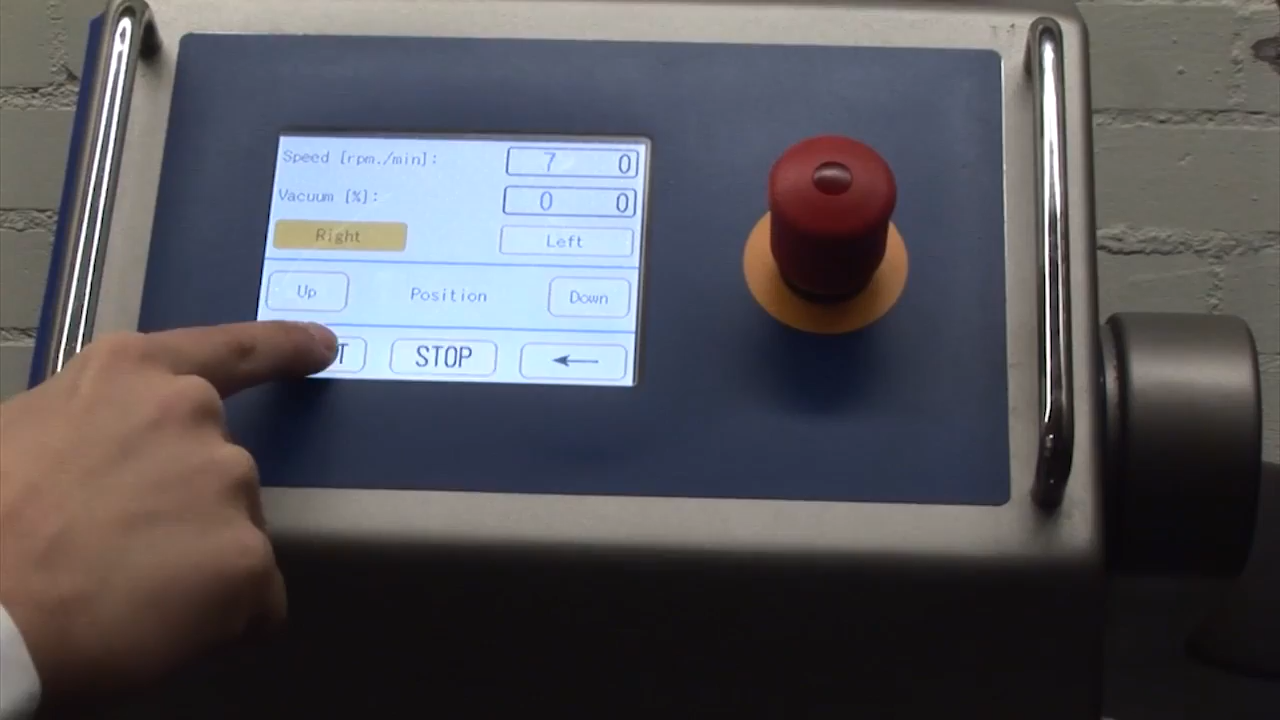 Speed [rpm./min]: 7 0
Vacuum [%]: 0 0
Right Left
Up Position Down
T STOP